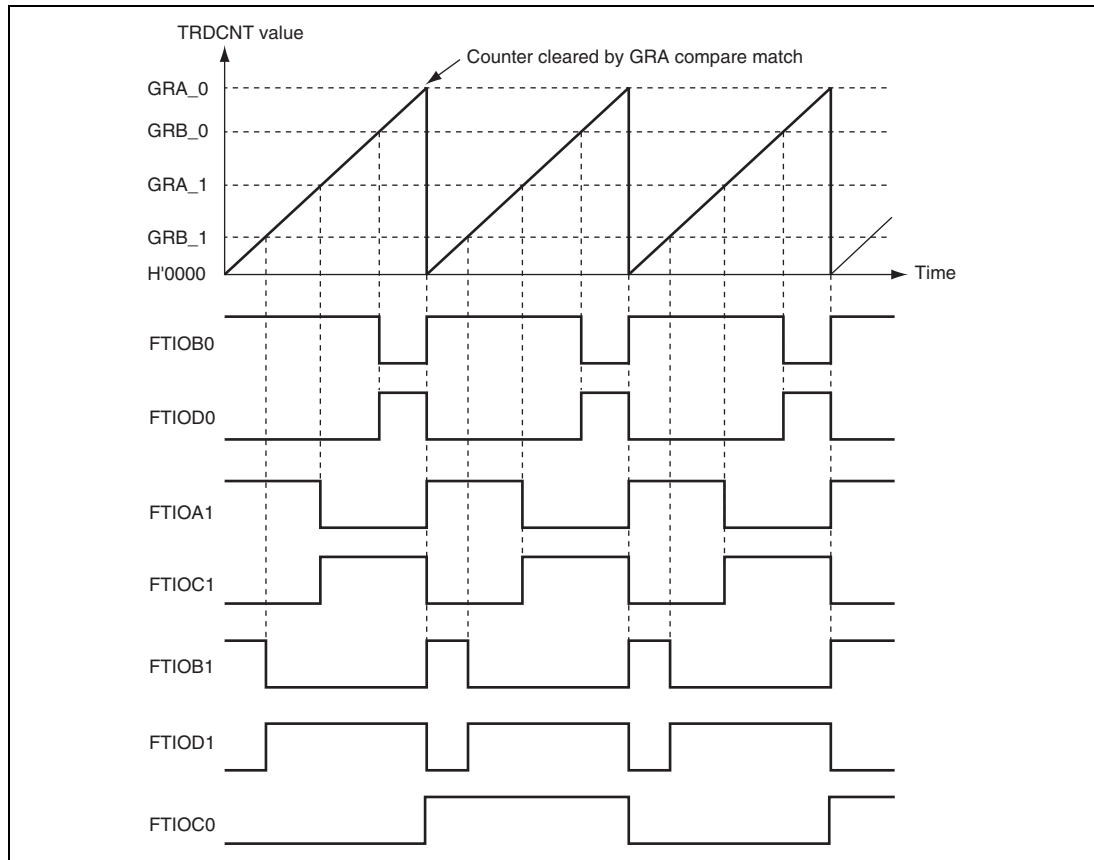 TRDCNT value
Counter cleared by GRA compare match
GRA_0
GRB_0
GRA_1
GRB_1
H'0000
Time
FTIOB0
FTIOD0
FTIOA1
FTIOC1
FTIOB1
FTIOD1
FTIOC0